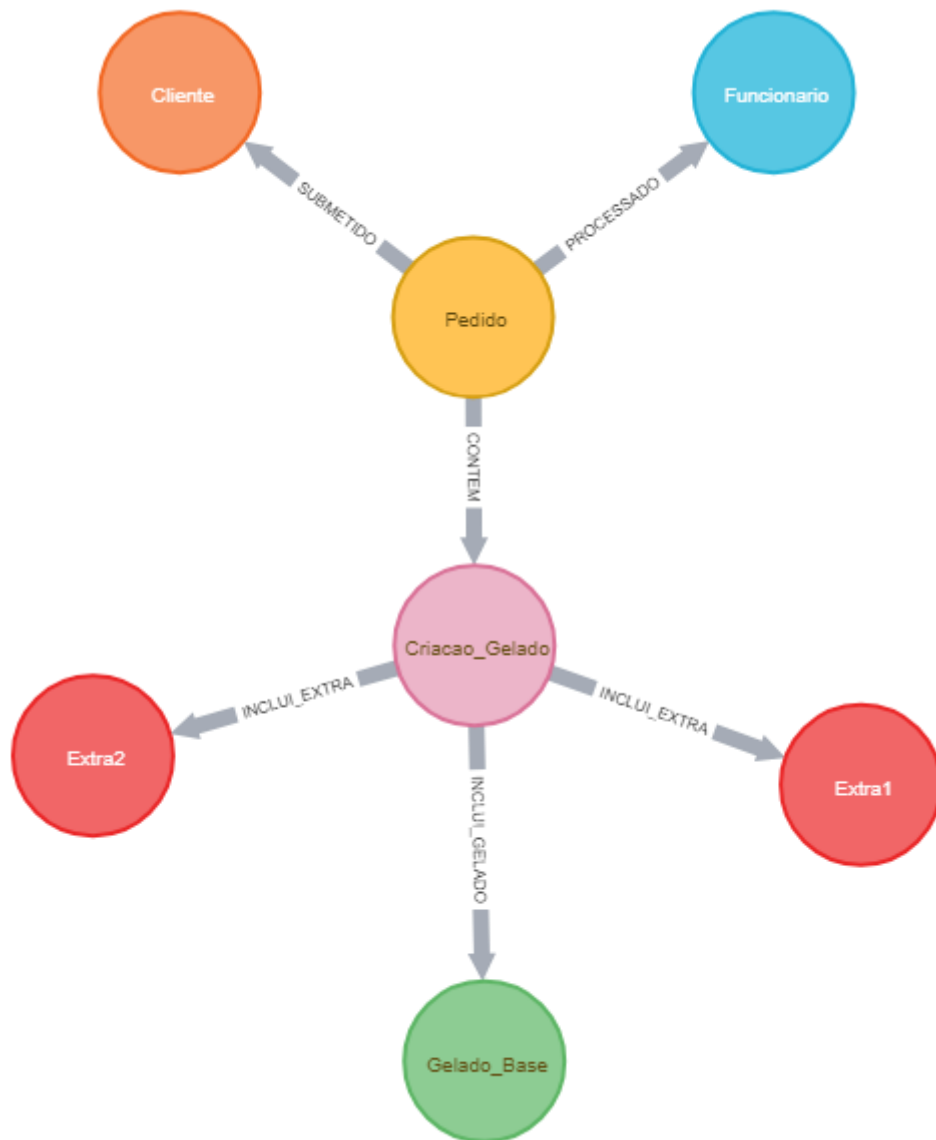 Cliente
Funcionario
SUBMETIDO
PROCESSADO
Pedido
CONTEM
Criacao_Gelado
INCLUI_EXTRA
INCLUI_EXTRA
Extra2
INCLUI_GELADO
Extra1
Gelado_Base